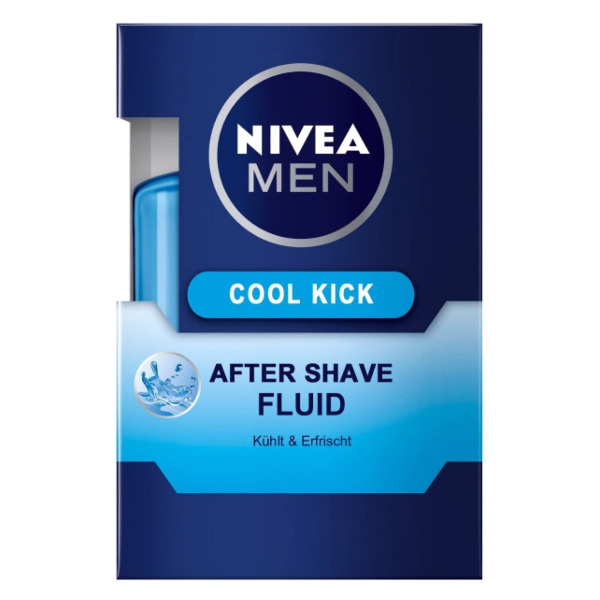 NIVEA
MEN
COOL KICK
AFTER SHAVE
FLUID
Kühlt & Erfrischt